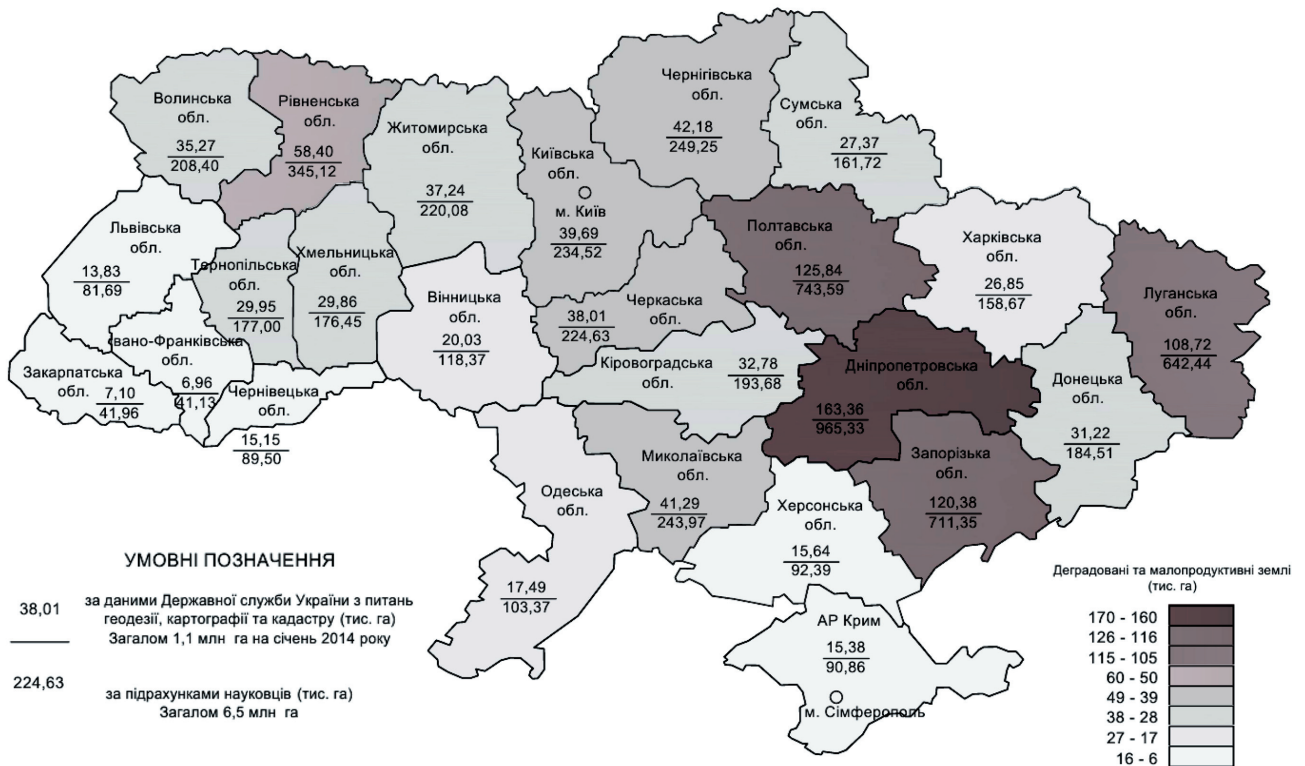 Чернігівська
обл.
42,18
249,25
Сумська
обл.
27,37
161,72
Волинська
обл.
35,27
208,40
Рівненська
обл.
58,40
345,12
Житомирська
обл.
37,24
220,08
Київська
обл.
м. Київ
39,69
234,52
Львівська
обл.
13,83
81,69
Тернопільська
обл.
29,95
177,00
Хмельницька
обл.
29,86
176,45
Вінницька
обл.
20,03
118,37
Черкаська
обл.
38,01
224,63
Полтавська
обл.
125,84
743,59
Харківська
обл.
26,85
158,67
Луганська
обл.
108,72
642,44
Закарпатська
обл.
7,10
41,96
Івано-Франківська
обл.
6,96
41,13
Чернівецька
обл.
15,15
89,50
Кіровоградська
обл.
32,78
193,68
Дніпропетровська
обл.
163,36
965,33
Донецька
обл.
31,22
184,51
Одеська
обл.
17,49
103,37
Миколаївська
обл.
41,29
243,97
Херсонська
обл.
15,64
92,39
Запорізька
обл.
120,38
711,35
АР Крим
15,38
90,86
м. Сімферополь
УМОВНІ ПОЗНАЧЕННЯ
38,01
за даними Державної служби України з питань
геодезії, картографії та кадастру (тис. га)
Загалом 1,1 млн га на січень 2014 року
224,63
за підрахунками науковців (тис. га)
Загалом 6,5 млн га
Деградовані та малопродуктивні землі
(тис. га)
170 - 160
126 - 116
115 - 105
60 - 50
49 - 39
38 - 28
27 - 17
16 - 6